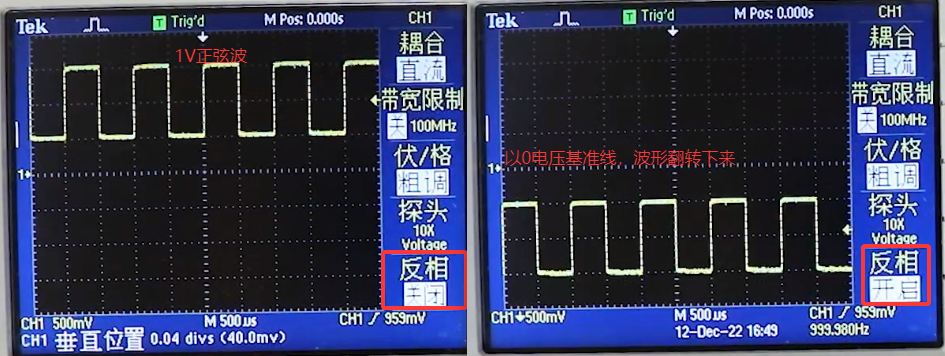 Tek
T Trig'd
M Pos: 0.000s
CH1
1V正弦波
耦合
直流
带宽限制
关 100MHz
伏/格
粗调
探头
10X
Voltage
反相
关闭
1
CH1 500mV
M 500µs
CH1 / 959mV
CH1 垂直位置 0.04 divs (40.0mv)
Tek
T Trig'd
M Pos: 0.000s
CH1
耦合
直流
带宽限制
关 100MHz
伏/格
粗调
以0电压基准线，波形翻转下来
1
探头
10X
Voltage
反相
开启
CH1 500mV
M 500µs
CH1 / 959mV
12-Dec-22 16:49
999.980Hz